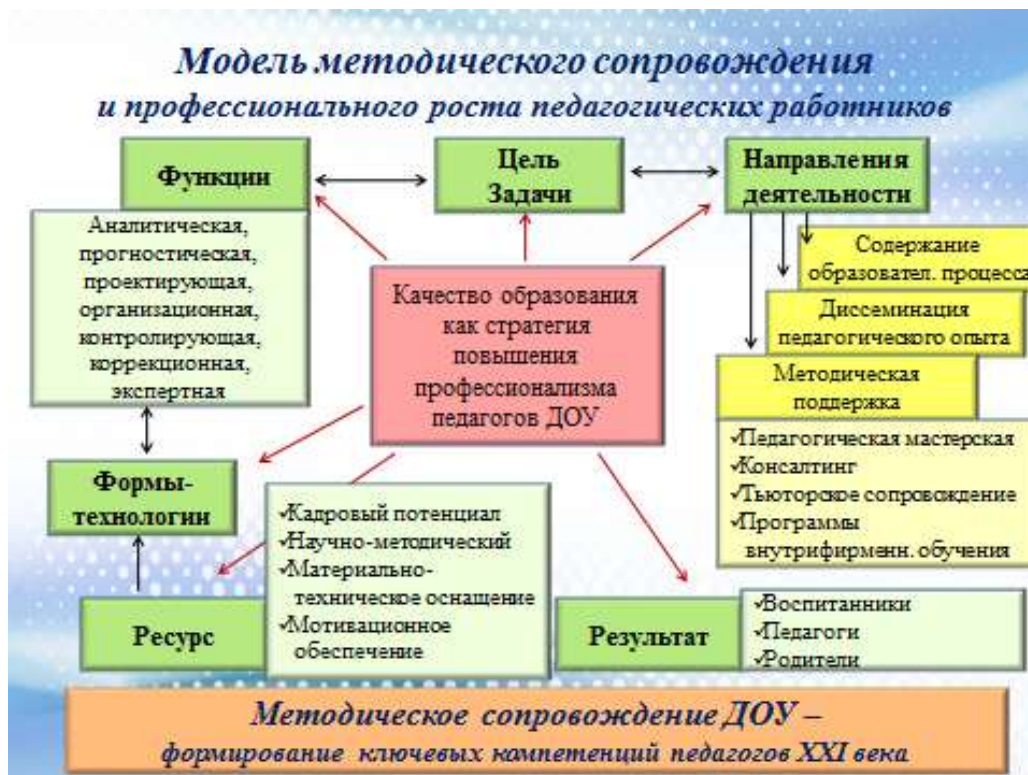 Модель методического сопровождения
и профессионального роста педагогических работников
Функции
Цель
Задачи
Направления
деятельности
Аналитическая,
прогностическая,
проектирующая,
организационная,
контролирующая,
коррекционная,
экспертная
Качество образования
как стратегия
повышения
профессионализма
педагогов ДОУ
Содержание
образовател. процесса
Диссеминация
педагогического опыта
Методическая
поддержка
✓Педагогическая мастерская
✓Консалтинг
✓Тьюторское сопровождение
✓Программы
внутрифирменн. обучения
Формы-
технологии
✓Кадровый потенциал
✓Научно-методический
✓Материально-
техническое оснащение
✓Мотивационное
обеспечение
Ресурс
Результат
✓Воспитанники
✓Педагоги
✓Родители
Методическое сопровождение ДОУ –
формирование ключевых компетенций педагогов XXI века